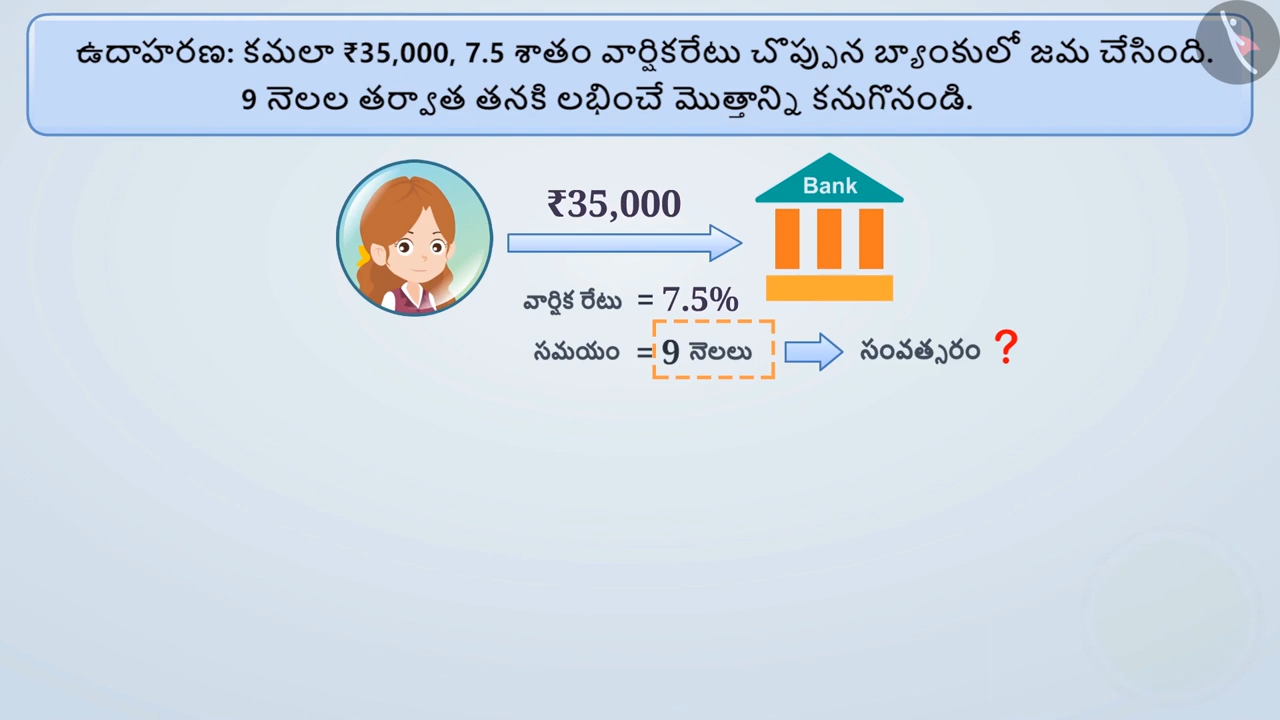 ఉదాహరణ: కమలా ₹35,000, 7.5 శాతం వార్షికరేటు చొప్పున బ్యాంకులో జమ చేసింది.
9 నెలల తర్వాత తనకి లభించే మొత్తాన్ని కనుగొనండి.
₹35,000
Bank
వార్షిక రేటు = 7.5%
సమయం = 9 నెలలు సంవత్సరం ?